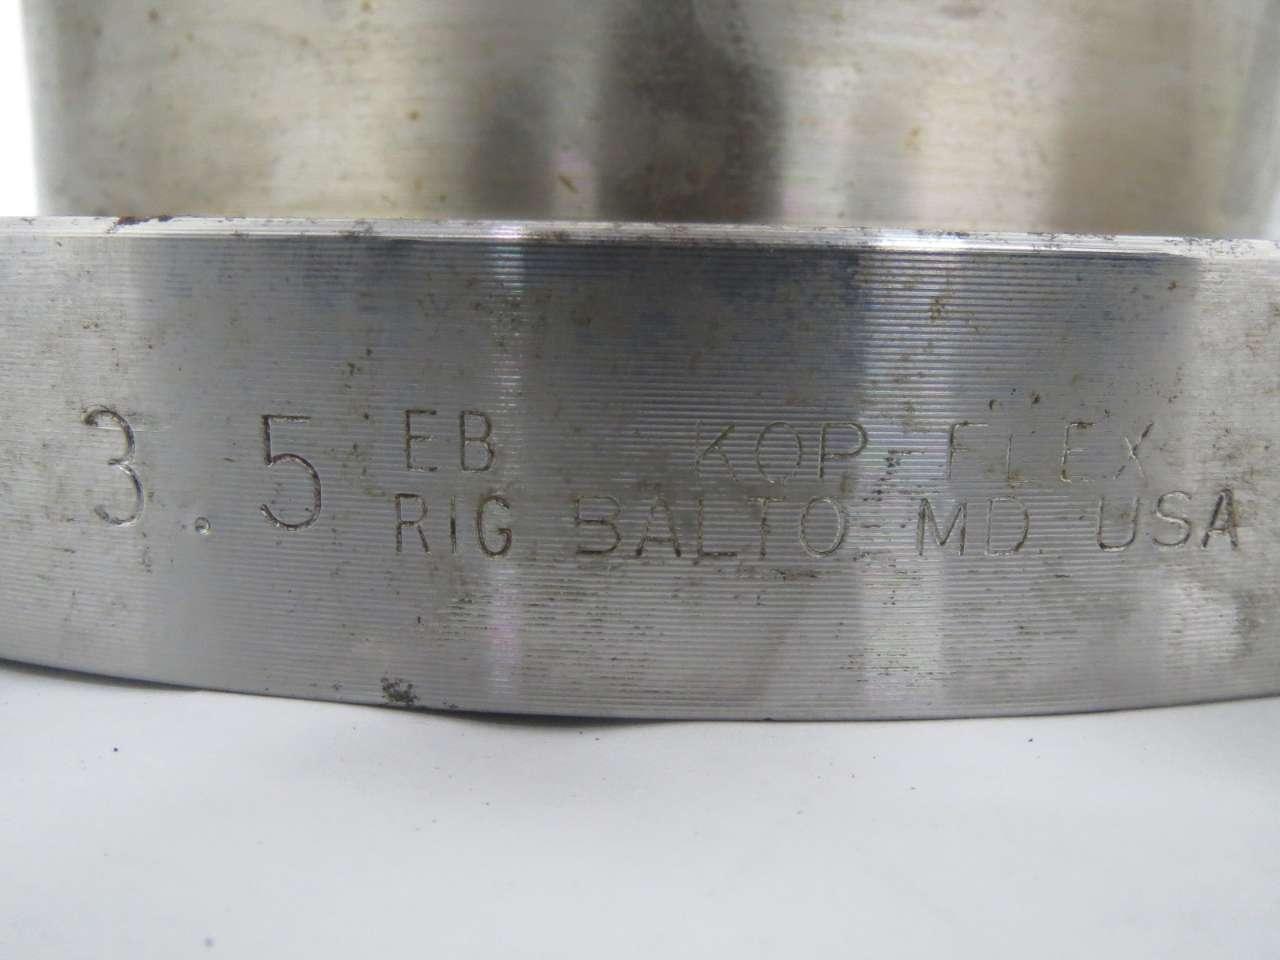 3.5 EB KOP-FLEX
RIG BALTO MD. USA